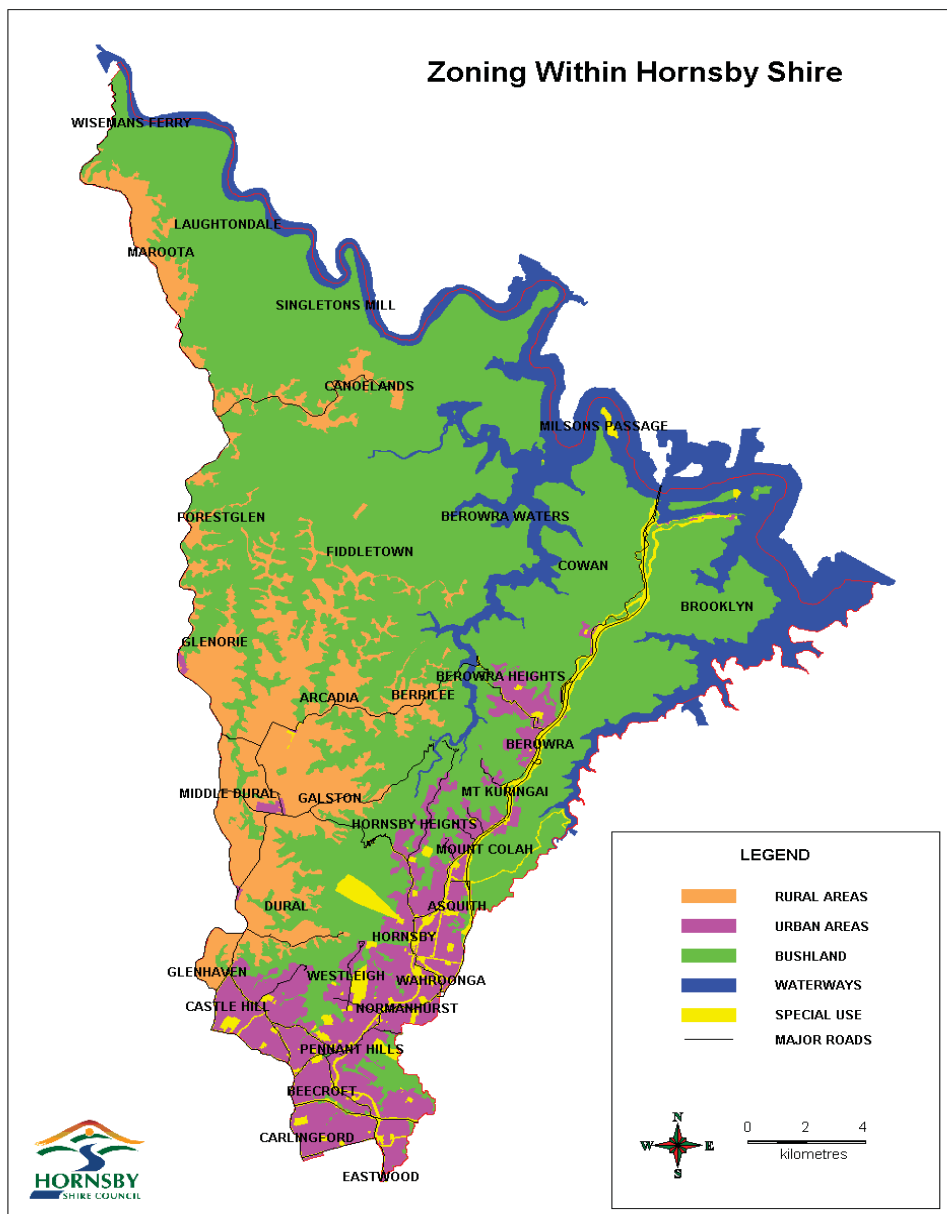 Zoning Within Hornsby Shire
WISEMANS FERRY
LAUGHTONDALE
MAROOTA
SINGLETONS MILL
CANOELANDS
MILSONS PASSAGE
FORESTGLEN
BEROWRA WATERS
FIDDLETOWN
COWAN
BROOKLYN
GLENORIE
BEROWRA HEIGHTS
ARCADIA
BERRILEE
BEROWRA
MIDDLE DURAL
GALSTON
MT KURINGAI
HORNSBY HEIGHTS
MOUNT COLAH
DURAL
ASQUITH
HORNSBY
GLENHAVEN
WESTLEIGH
WAHROONGA
CASTLE HILL
NORMANHURST
PENNANT HILLS
BEECROFT
CARLINGFORD
EASTWOOD
LEGEND
RURAL AREAS
URBAN AREAS
BUSHLAND
WATERWAYS
SPECIAL USE
MAJOR ROADS
N
W E
S
0 2 4
kilometres
HORNSBY
SHIRE COUNCIL